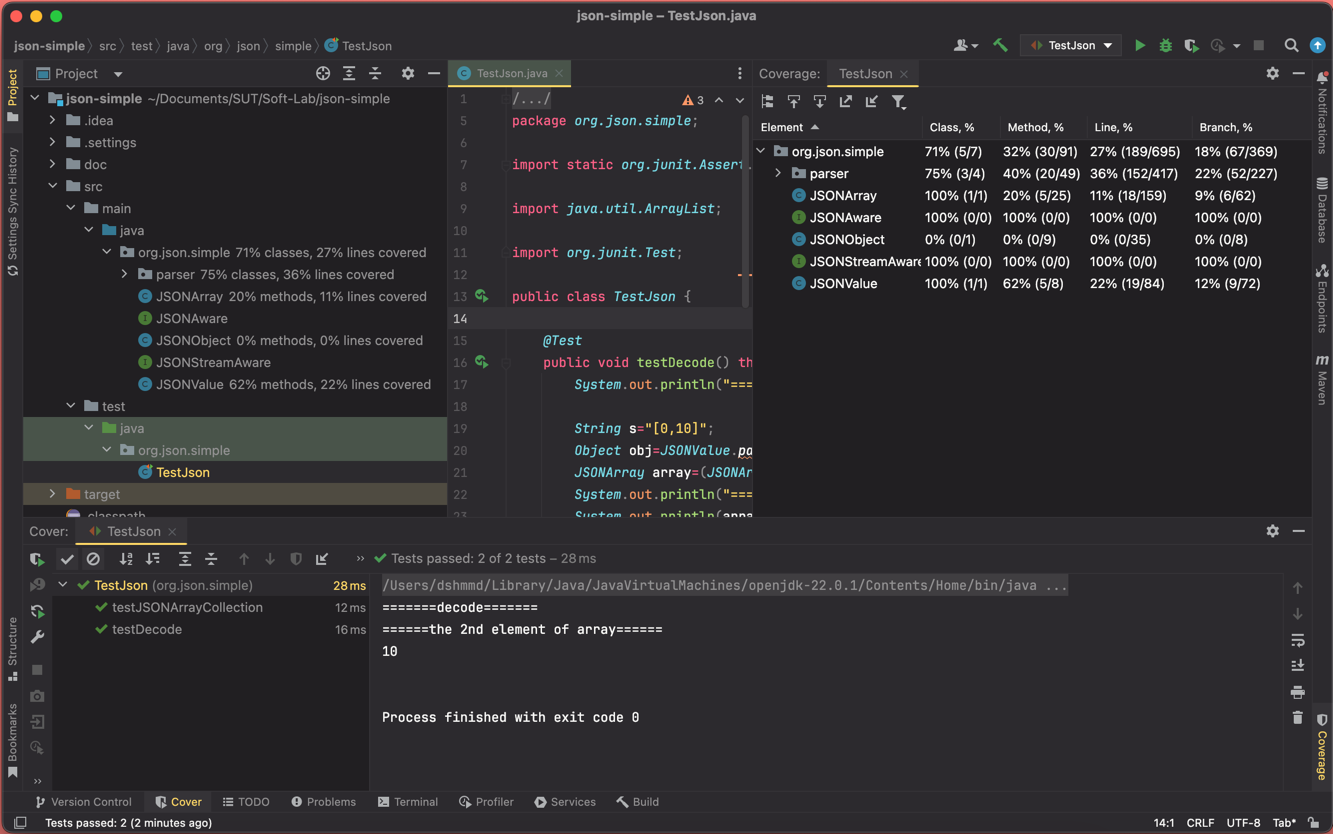 json-simple – TestJson.java
json-simple › src › test › java › org › json › simple › TestJson
TestJson
Project
TestJson.java
Coverage: TestJson
json-simple ~/Documents/SUT/Soft-Lab/json-simple
.idea
.settings
doc
src
main
java
org.json.simple 71% classes, 27% lines covered
parser 75% classes, 36% lines covered
JSONArray 20% methods, 11% lines covered
JSONAware
JSONObject 0% methods, 0% lines covered
JSONStreamAware
JSONValue 62% methods, 22% lines covered
test
java
org.json.simple
TestJson
target
.classpath
3
1 /.../
5 package org.json.simple;
6
7 import static org.junit.Assert.
8
9 import java.util.ArrayList;
10
11 import org.junit.Test;
12
13 public class TestJson {
14
15 @Test
16 public void testDecode() th
17 System.out.println("===
18
19 String s="[0,10]";
20 Object obj=JSONValue.pa
21 JSONArray array=(JSONAr
22 System.out.println("===
23 System.out.println(arra
Element Class, % Method, % Line, % Branch, %
org.json.simple 71% (5/7) 32% (30/91) 27% (189/695) 18% (67/369)
parser 75% (3/4) 40% (20/49) 36% (152/417) 22% (52/227)
JSONArray 100% (1/1) 20% (5/25) 11% (18/159) 9% (6/62)
JSONAware 100% (0/0) 100% (0/0) 100% (0/0) 100% (0/0)
JSONObject 0% (0/1) 0% (0/9) 0% (0/35) 0% (0/8)
JSONStreamAware 100% (0/0) 100% (0/0) 100% (0/0) 100% (0/0)
JSONValue 100% (1/1) 62% (5/8) 22% (19/84) 12% (9/72)
Project
Settings Sync History
Structure
Bookmarks
Notifications
Database
Endpoints
m Maven
Coverage
Cover: TestJson
» Tests passed: 2 of 2 tests – 28 ms
TestJson (org.json.simple) 28 ms
testJSONArrayCollection 12 ms
testDecode 16 ms
/Users/dshmmd/Library/Java/JavaVirtualMachines/openjdk-22.0.1/Contents/Home/bin/java ...
=======decode=======
======the 2nd element of array======
10
Process finished with exit code 0
»
Version Control Cover TODO Problems Terminal Profiler Services Build
Tests passed: 2 (2 minutes ago) 14:1 CRLF UTF-8 Tab*